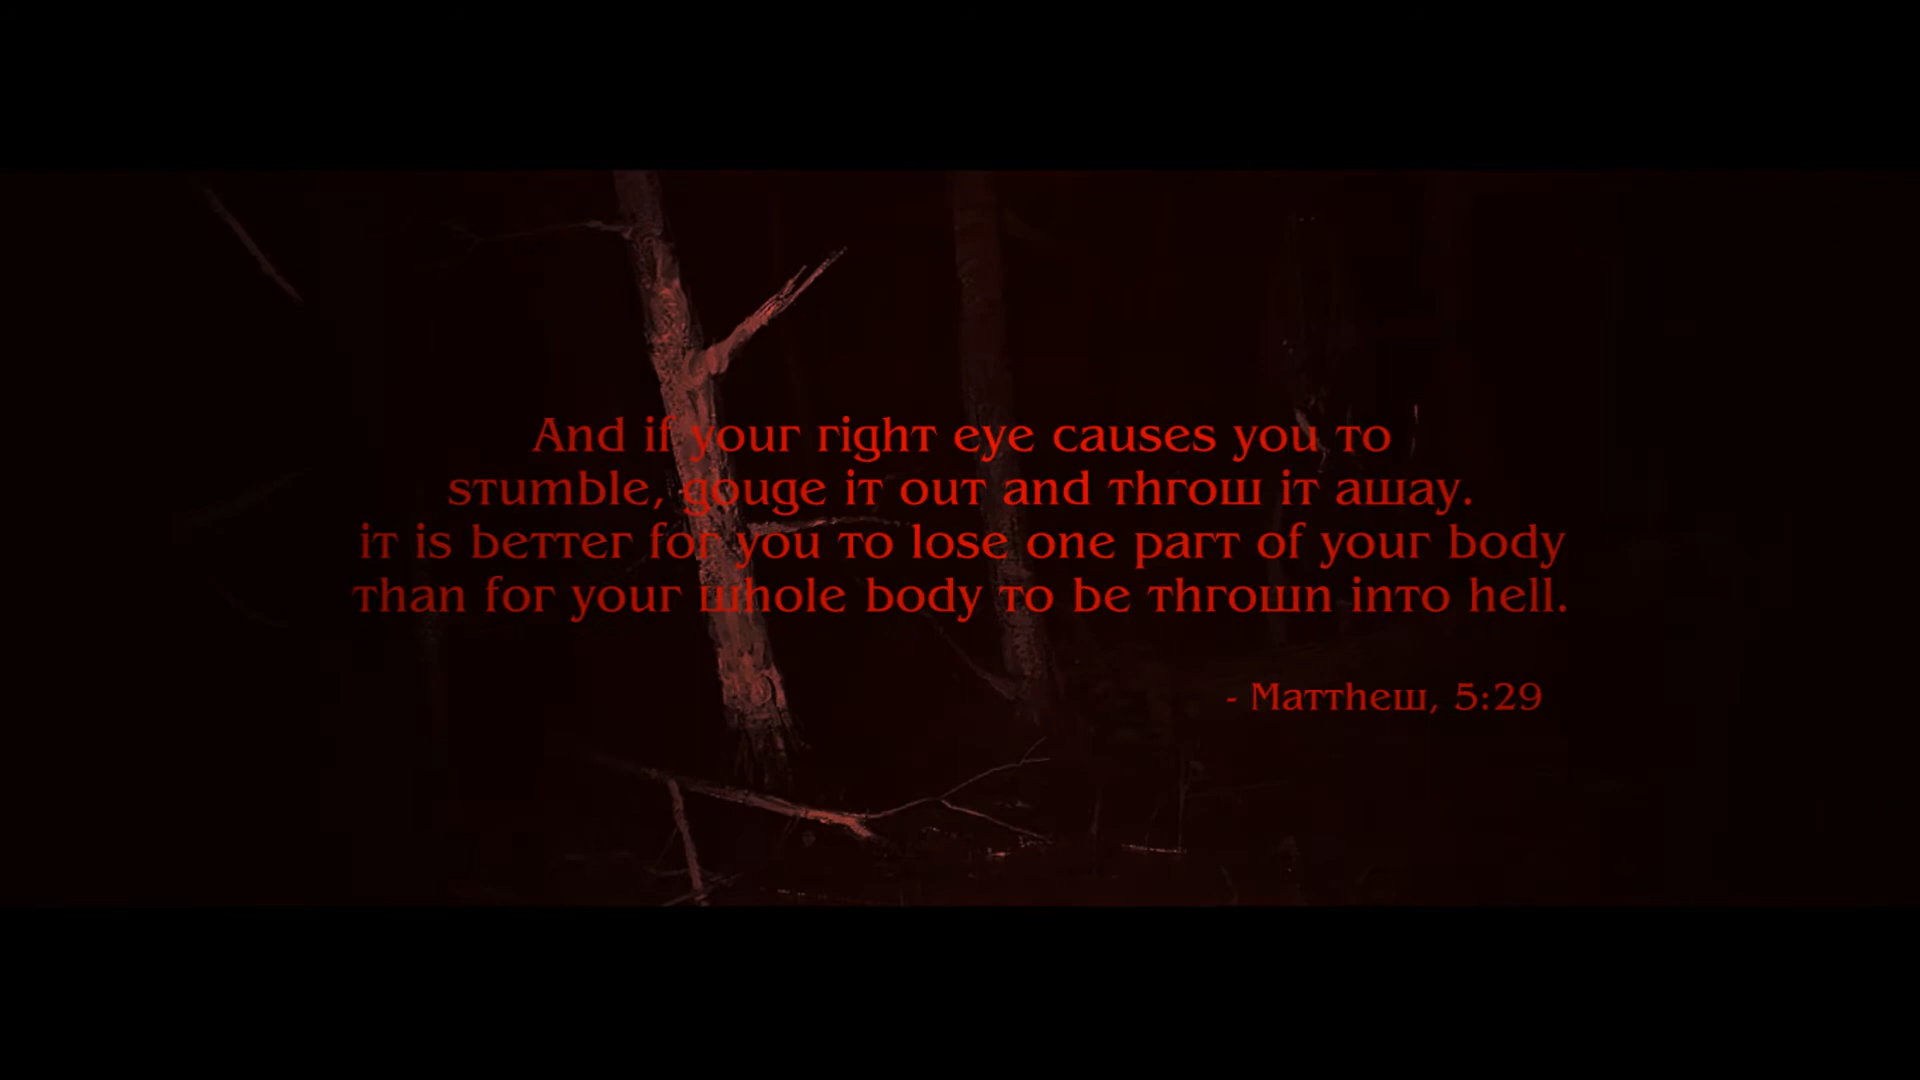 And if your right eye causes you to
stumble, gouge it out and throw it away.
it is better for you to lose one part of your body
than for your whole body to be thrown into hell.
- Matthew, 5:29